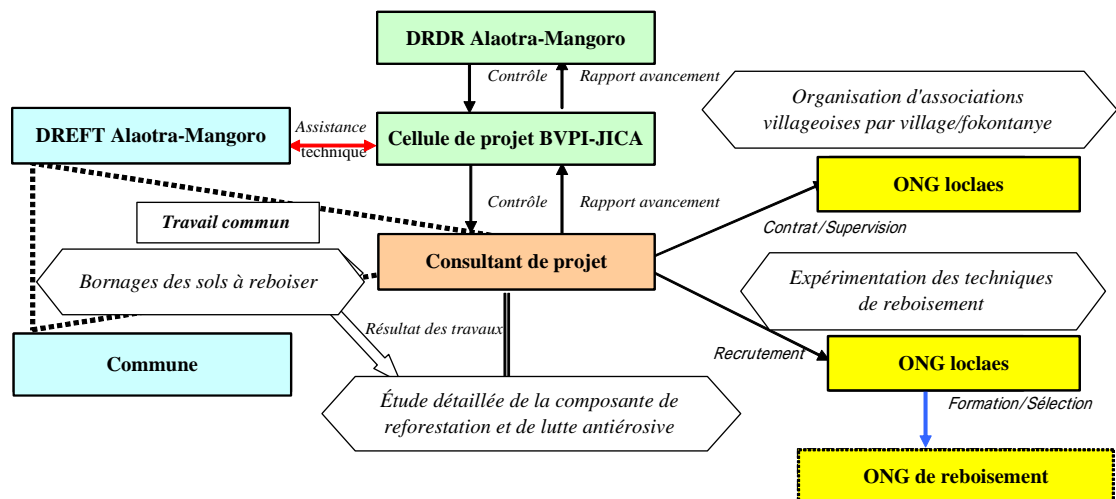 DRDR Alaotra-Mangoro
Contrôle
Rapport avancement
Organisation d'associations
villageoises par village/fokontanye
DREFT Alaotra-Mangoro
Assistance
technique
Cellule de projet BVPI-JICA
ONG loclaes
Contrôle
Rapport avancement
Travail commun
Contrat/Supervision
Consultant de projet
Bornages des sols à reboiser
Expérimentation des techniques
de reboisement
Résultat des travaux
Commune
Recrutement
ONG loclaes
Étude détaillée de la composante de
reforestation et de lutte antiérosive
Formation/Sélection
ONG de reboisement